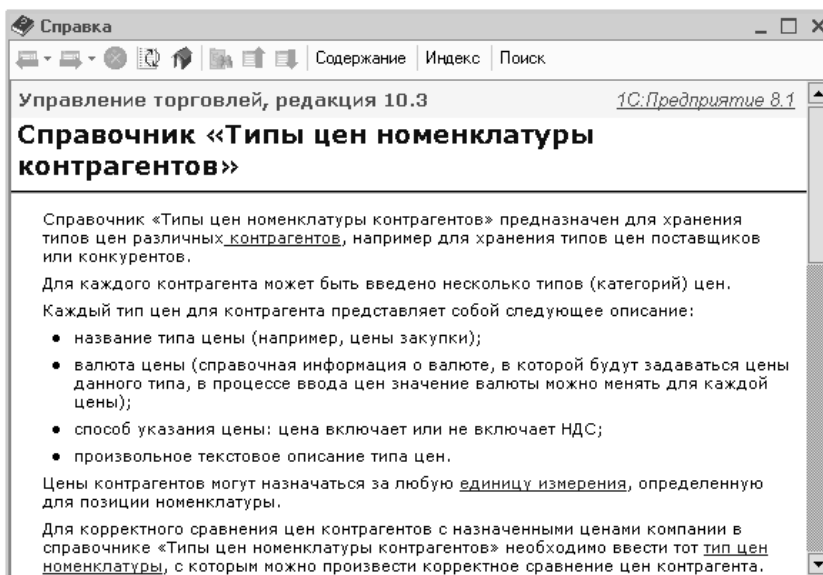 Справка
Содержание Индекс Поиск
Управление торговлей, редакция 10.3 1С:Предприятие 8.1
Справочник «Типы цен номенклатуры
контрагентов»
Справочник «Типы цен номенклатуры контрагентов» предназначен для хранения
типов цен различных контрагентов, например для хранения типов цен поставщиков
или конкурентов.
Для каждого контрагента может быть введено несколько типов (категорий) цен.
Каждый тип цен для контрагента представляет собой следующее описание:
● название типа цены (например, цены закупки);
● валюта цены (справочная информация о валюте, в которой будут задаваться цены
данного типа, в процессе ввода цен значение валюты можно менять для каждой
цены);
● способ указания цены: цена включает или не включает НДС;
● произвольное текстовое описание типа цен.
Цены контрагентов могут назначаться за любую единицу измерения, определенную
для позиции номенклатуры.
Для корректного сравнения цен контрагентов с назначенными ценами компании в
справочнике «Типы цен номенклатуры контрагентов» необходимо ввести тот тип цен
номенклатуры, с которым можно произвести корректное сравнение цен контрагента.